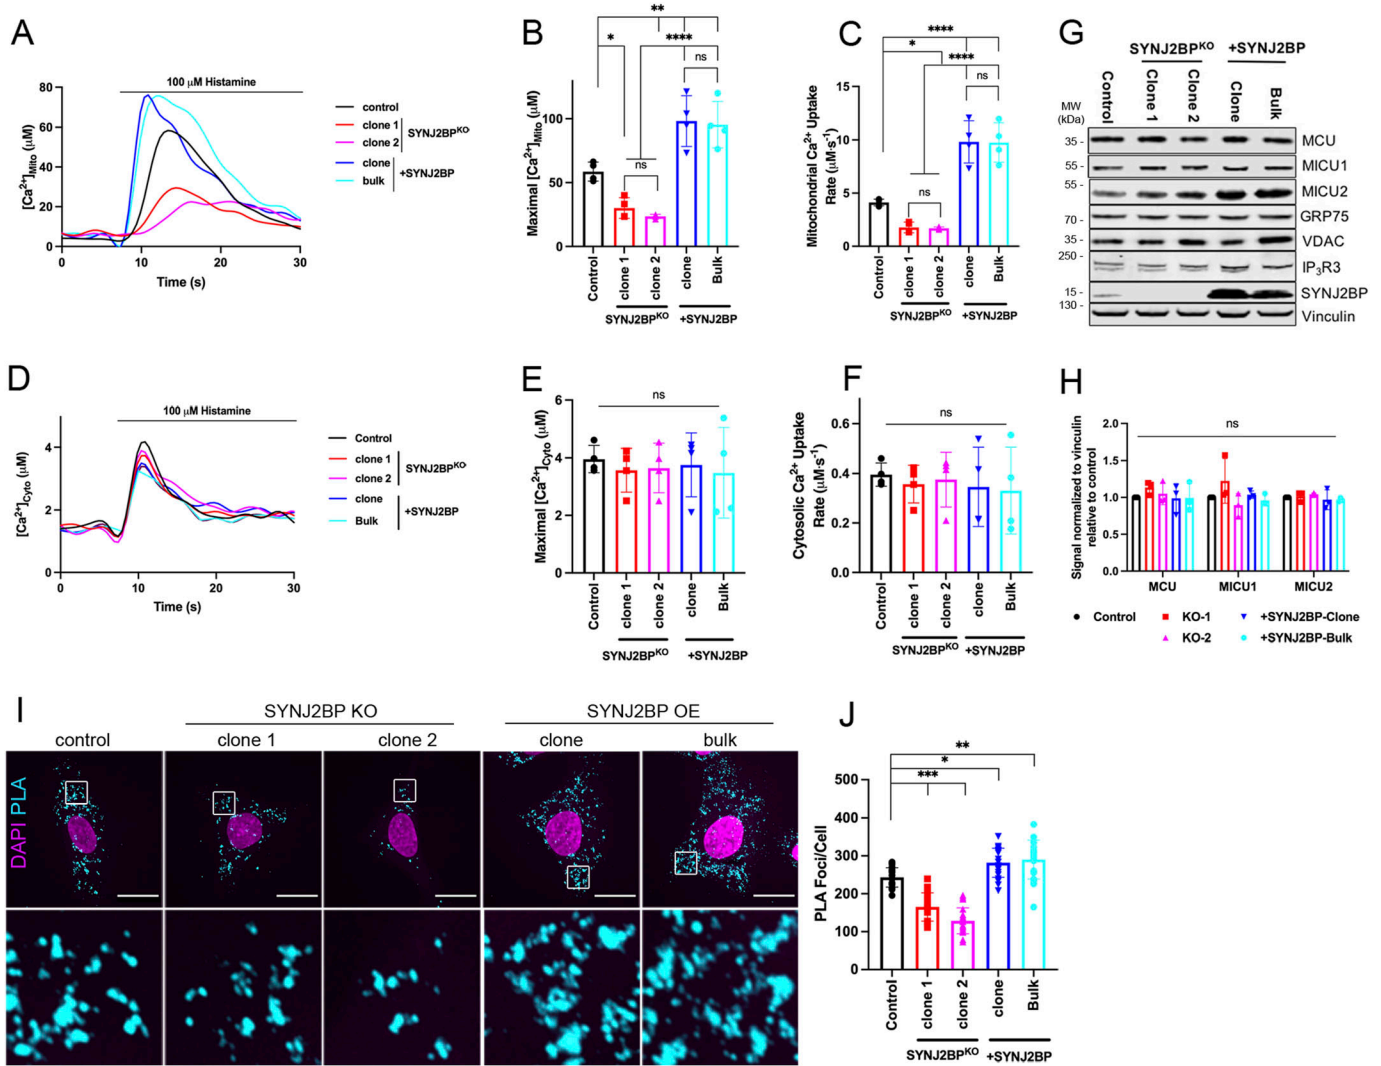 A
100 μM Histamine
[Ca²⁺]Mito (μM)
80
60
40
20
0
0 10 20 30
Time (s)
control
clone 1
clone 2
SYNJ2BPᴷᴼ
clone
bulk
+SYNJ2BP
B
**
* ****
ns
ns
Maximal [Ca²⁺]Mito (μM)
100
50
0
Control
clone 1
clone 2
clone
Bulk
SYNJ2BPᴷᴼ +SYNJ2BP
C
****
*
****
ns
ns
Mitochondrial Ca²⁺ Uptake
Rate (μM·s⁻¹)
15
10
5
0
Control
clone 1
clone 2
clone
Bulk
SYNJ2BPᴷᴼ +SYNJ2BP
G
SYNJ2BPᴷᴼ +SYNJ2BP
Control
Clone 1
Clone 2
Clone
Bulk
MW
(kDa)
35 - MCU
55 - MICU1
55 - MICU2
70 - GRP75
35 - VDAC
250 - IP₃R3
15 - SYNJ2BP
130 - Vinculin
D
100 μM Histamine
[Ca²⁺]Cyto (μM)
4
2
0
0 10 20 30
Time (s)
Control
clone 1
clone 2
SYNJ2BPᴷᴼ
clone
Bulk
+SYNJ2BP
E
ns
Maximal [Ca²⁺]Cyto (μM)
6
4
2
0
Control
clone 1
clone 2
clone
Bulk
SYNJ2BPᴷᴼ +SYNJ2BP
F
ns
Cytosolic Ca²⁺ Uptake
Rate (μM·s⁻¹)
0.6
0.4
0.2
0.0
Control
clone 1
clone 2
clone
Bulk
SYNJ2BPᴷᴼ +SYNJ2BP
H
ns
Signal normalized to vinculin
relative to control
2.0
1.5
1.0
0.5
0.0
MCU MICU1 MICU2
Control KO-1 +SYNJ2BP-Clone
KO-2 +SYNJ2BP-Bulk
I
SYNJ2BP KO SYNJ2BP OE
control clone 1 clone 2 clone bulk
DAPI PLA
J
**
*
***
PLA Foci/Cell
500
400
300
200
100
0
Control
clone 1
clone 2
clone
Bulk
SYNJ2BPᴷᴼ +SYNJ2BP